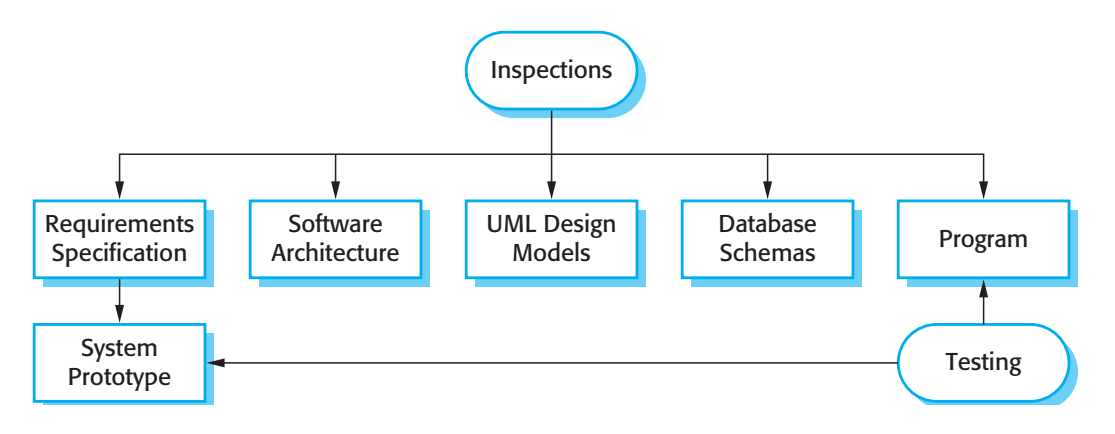 Inspections
Requirements
Specification
Software
Architecture
UML Design
Models
Database
Schemas
Program
System
Prototype
Testing